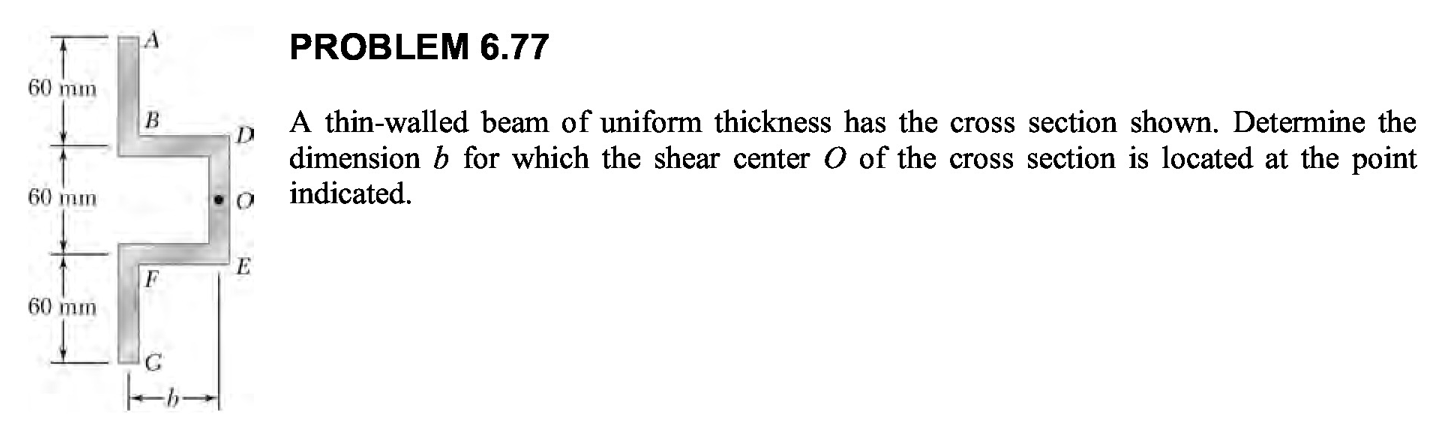 PROBLEM 6.77
A thin-walled beam of uniform thickness has the cross section shown. Determine the
dimension b for which the shear center O of the cross section is located at the point
indicated.
A
60 mm
B
D
60 mm
O
E
F
60 mm
G
b